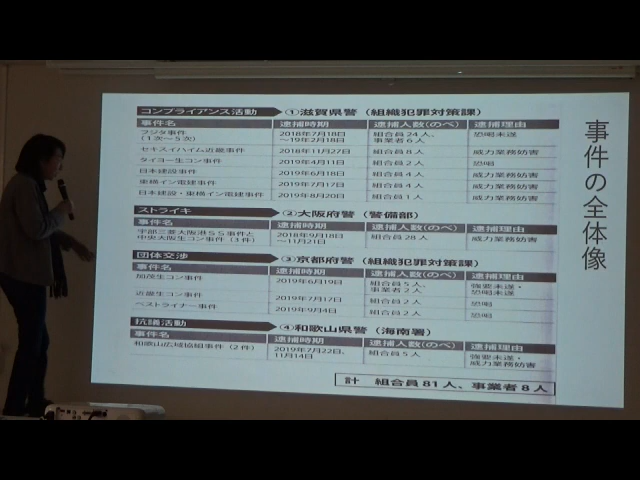 事件の全体像
コンプライアンス活動 ①滋賀県警(組織犯罪対策課)
事件名 逮捕時期 逮捕人数(のべ) 逮捕理由
フジタ事件(1次〜5次) 2018年7月18日〜19年2月18日 組合員24人、事業者6人 恐喝未遂
セキスイハイム近畿事件 2018年11月27日 組合員8人 威力業務妨害
タイヨー生コン事件 2019年4月11日 組合員2人 恐喝
日本建設事件 2019年6月18日 組合員4人 威力業務妨害
東横イン電建事件 2019年7月17日 組合員4人 威力業務妨害
日本建設・東横イン電建事件 2019年8月20日 組合員1人 威力業務妨害
ストライキ ②大阪府警(警備部)
事件名 逮捕時期 逮捕人数(のべ) 逮捕理由
宇部三菱大阪港SS事件と中央大阪生コン事件(3件) 2018年9月18日〜11月21日 組合員28人 威力業務妨害
団体交渉 ③京都府警(組織犯罪対策課)
事件名 逮捕時期 逮捕人数(のべ) 逮捕理由
加茂生コン事件 2019年6月19日 組合員5人、事業者2人 強要未遂・恐喝未遂
近畿生コン事件 2019年7月17日 組合員2人 恐喝
ベストライナー事件 2019年9月4日 組合員2人 恐喝
抗議活動 ④和歌山県警(海南署)
事件名 逮捕時期 逮捕人数(のべ) 逮捕理由
和歌山広域協組事件(2件) 2019年7月22日、11月14日 組合員5人 強要未遂・威力業務妨害
計 組合員81人、事業者8人